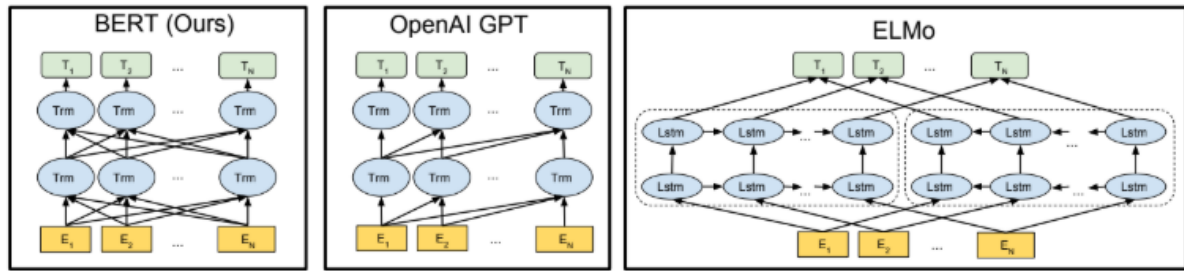 BERT (Ours)
T1 T2 ... TN
Trm Trm ... Trm
Trm Trm ... Trm
E1 E2 ... EN
OpenAI GPT
T1 T2 ... TN
Trm Trm ... Trm
Trm Trm ... Trm
E1 E2 ... EN
ELMo
T1 T2 ... TN
Lstm Lstm ... Lstm Lstm Lstm ... Lstm
Lstm Lstm ... Lstm Lstm Lstm ... Lstm
E1 E2 ... EN